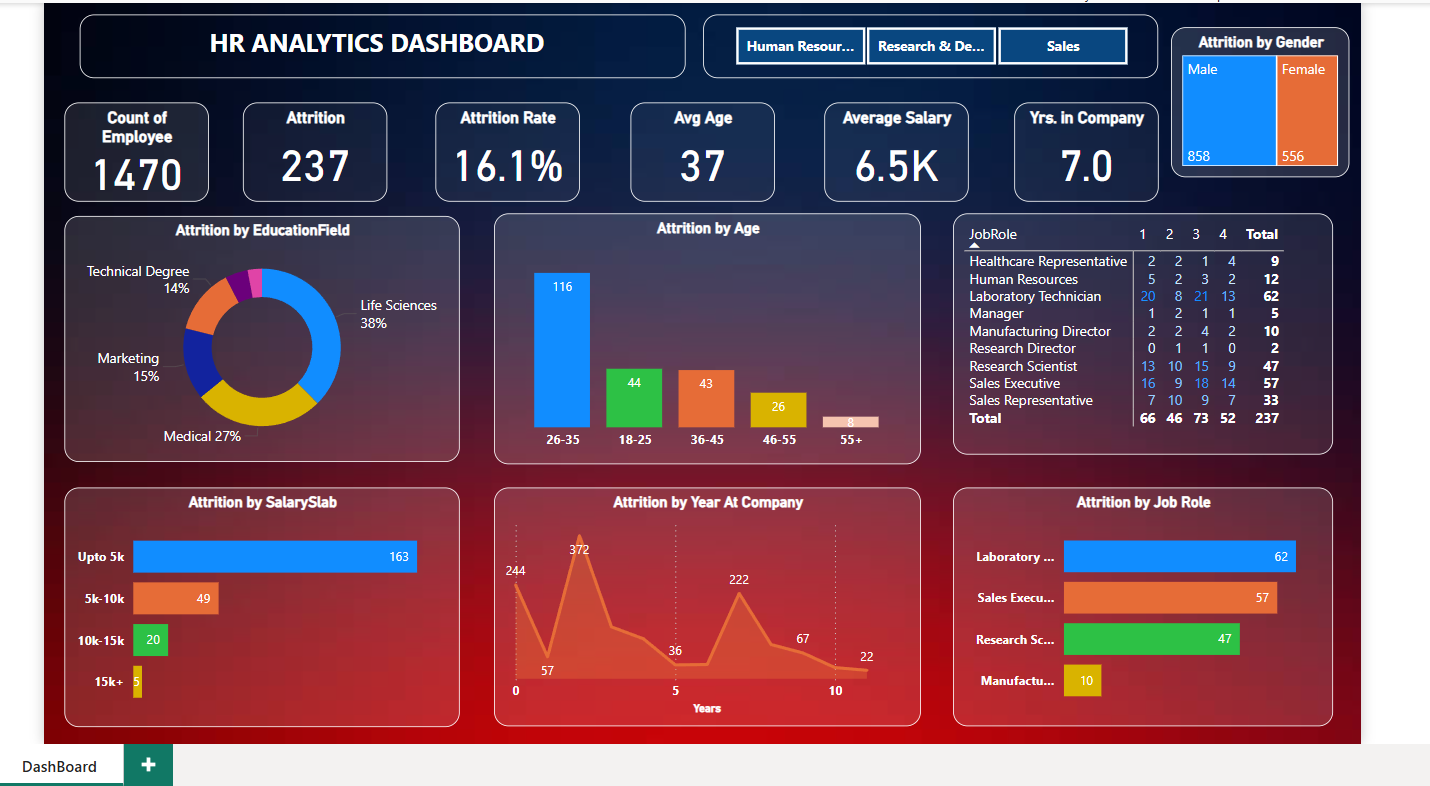 HR ANALYTICS DASHBOARD
Human Resour...
Research & De...
Sales
Attrition by Gender
Male
Female
858
556
Count of
Employee
1470
Attrition
237
Attrition Rate
16.1%
Avg Age
37
Average Salary
6.5K
Yrs. in Company
7.0
Attrition by EducationField
Technical Degree
14%
Life Sciences
38%
Marketing
15%
Medical 27%
Attrition by Age
116
44
43
26
8
26-35 18-25 36-45 46-55 55+
JobRole 1 2 3 4 Total
Healthcare Representative 2 2 1 4 9
Human Resources 5 2 3 2 12
Laboratory Technician 20 8 21 13 62
Manager 1 2 1 1 5
Manufacturing Director 2 2 4 2 10
Research Director 0 1 1 0 2
Research Scientist 13 10 15 9 47
Sales Executive 16 9 18 14 57
Sales Representative 7 10 9 7 33
Total 66 46 73 52 237
Attrition by SalarySlab
Upto 5k 163
5k-10k 49
10k-15k 20
15k+ 5
Attrition by Year At Company
372
244
222
57
36
67
22
0 5 10
Years
Attrition by Job Role
Laboratory ... 62
Sales Execu... 57
Research Sc... 47
Manufactu... 10
DashBoard
+